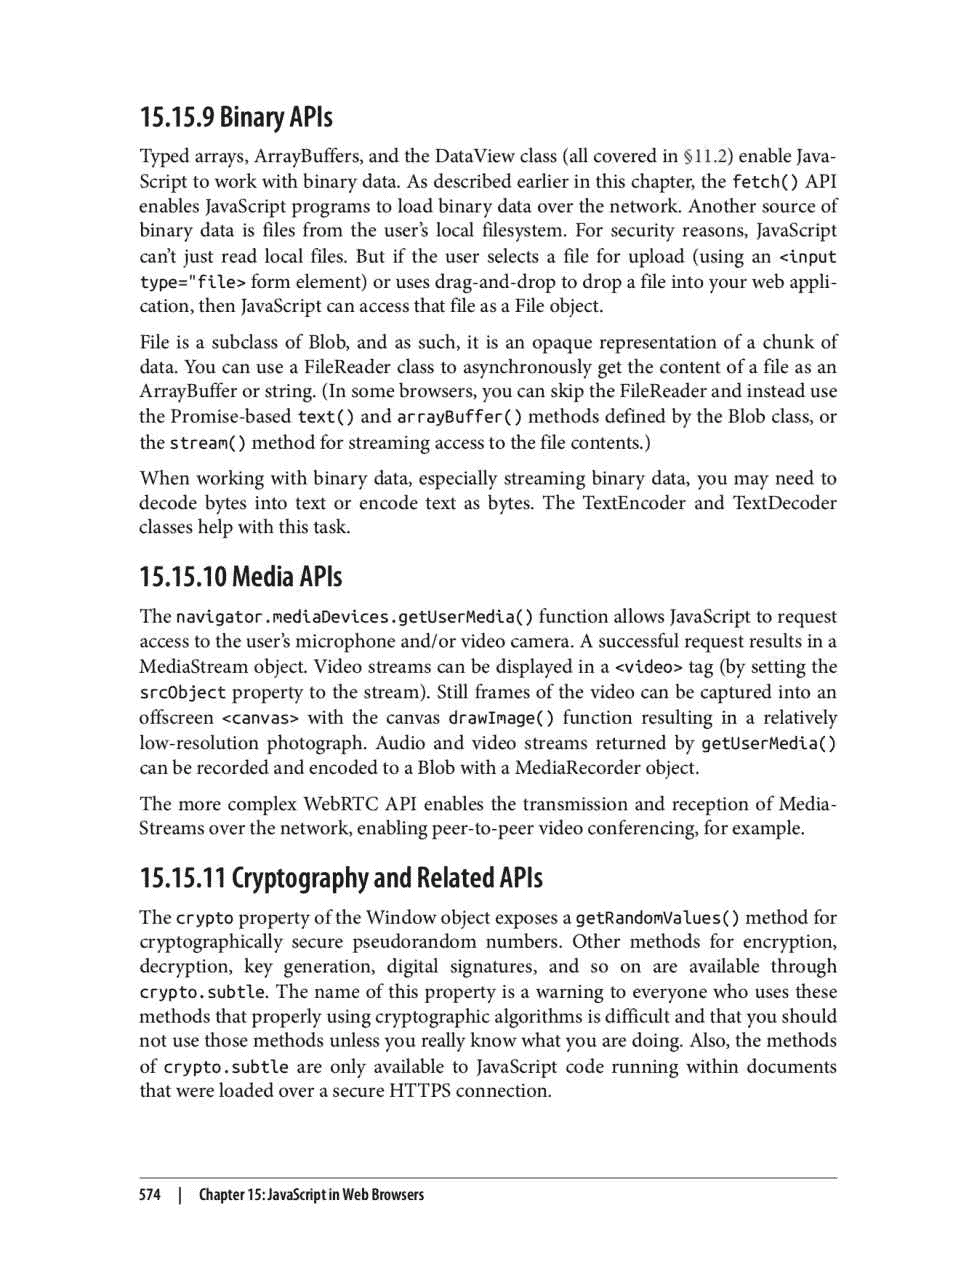 15.15.9 Binary APIs
Typed arrays, ArrayBuffers, and the DataView class (all covered in §11.2) enable Java-
Script to work with binary data. As described earlier in this chapter, the fetch() API
enables JavaScript programs to load binary data over the network. Another source of
binary data is files from the user’s local filesystem. For security reasons, JavaScript
can’t just read local files. But if the user selects a file for upload (using an <input
type="file> form element) or uses drag-and-drop to drop a file into your web appli-
cation, then JavaScript can access that file as a File object.
File is a subclass of Blob, and as such, it is an opaque representation of a chunk of
data. You can use a FileReader class to asynchronously get the content of a file as an
ArrayBuffer or string. (In some browsers, you can skip the FileReader and instead use
the Promise-based text() and arrayBuffer() methods defined by the Blob class, or
the stream() method for streaming access to the file contents.)
When working with binary data, especially streaming binary data, you may need to
decode bytes into text or encode text as bytes. The TextEncoder and TextDecoder
classes help with this task.
15.15.10 Media APIs
The navigator.mediaDevices.getUserMedia() function allows JavaScript to request
access to the user’s microphone and/or video camera. A successful request results in a
MediaStream object. Video streams can be displayed in a <video> tag (by setting the
srcObject property to the stream). Still frames of the video can be captured into an
offscreen <canvas> with the canvas drawImage() function resulting in a relatively
low-resolution photograph. Audio and video streams returned by getUserMedia()
can be recorded and encoded to a Blob with a MediaRecorder object.
The more complex WebRTC API enables the transmission and reception of Media-
Streams over the network, enabling peer-to-peer video conferencing, for example.
15.15.11 Cryptography and Related APIs
The crypto property of the Window object exposes a getRandomValues() method for
cryptographically secure pseudorandom numbers. Other methods for encryption,
decryption, key generation, digital signatures, and so on are available through
crypto.subtle. The name of this property is a warning to everyone who uses these
methods that properly using cryptographic algorithms is difficult and that you should
not use those methods unless you really know what you are doing. Also, the methods
of crypto.subtle are only available to JavaScript code running within documents
that were loaded over a secure HTTPS connection.
574 | Chapter 15: JavaScript in Web Browsers